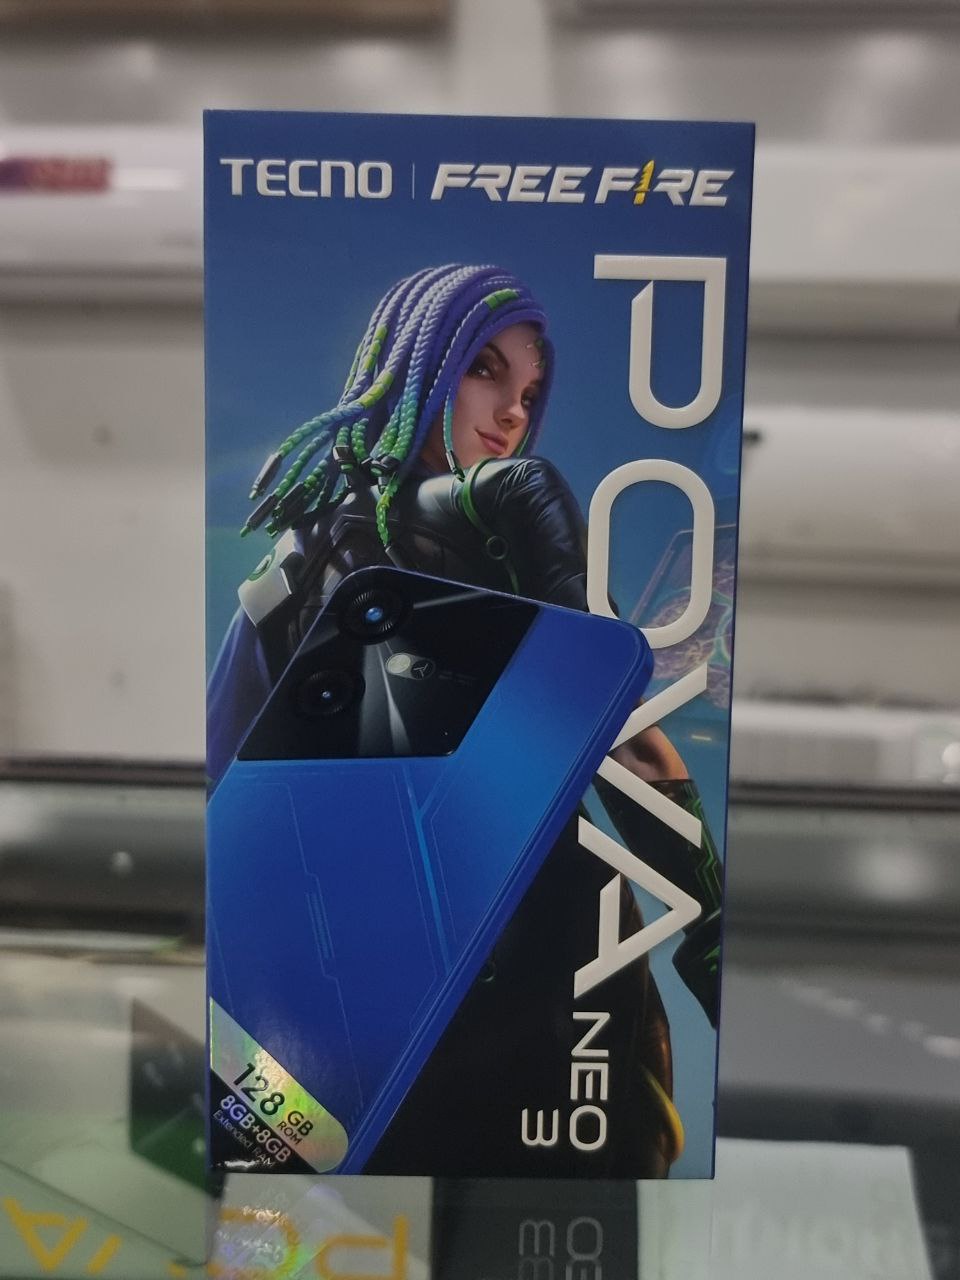 TECNO | FREE FIRE
POVA
NEO
3
128 GB
ROM
8GB+8GB
Extended RAM